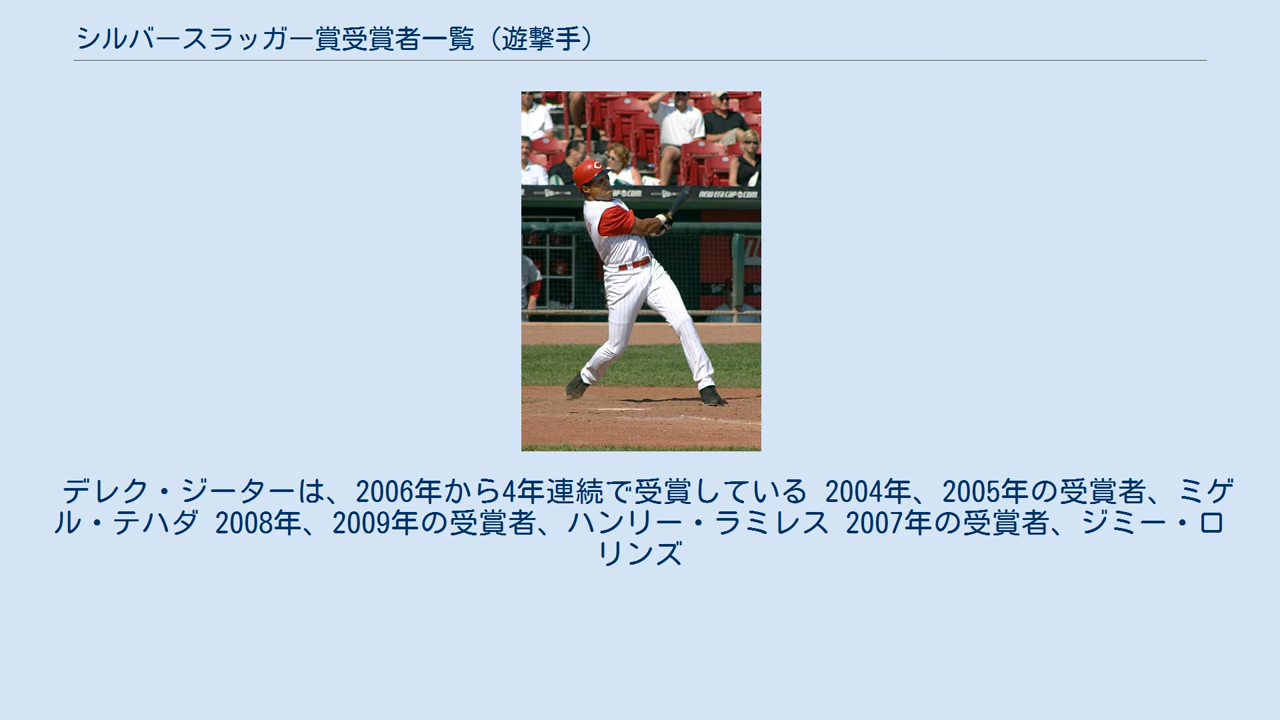 シルバースラッガー賞受賞者一覧（遊撃手）
NEW ERA CAP.COM
デレク・ジーターは、2006年から4年連続で受賞している 2004年、2005年の受賞者、ミゲ
ル・テハダ 2008年、2009年の受賞者、ハンリー・ラミレス 2007年の受賞者、ジミー・ロ
リンズ